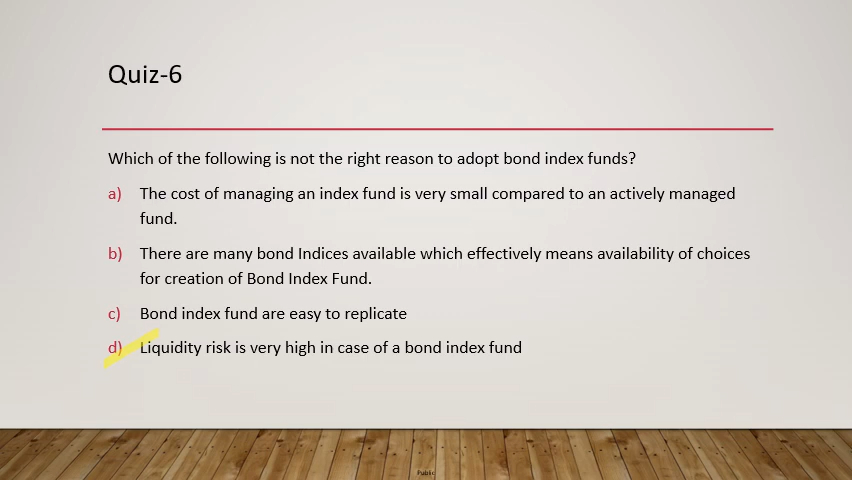 Quiz-6
Which of the following is not the right reason to adopt bond index funds?
a) The cost of managing an index fund is very small compared to an actively managed
fund.
b) There are many bond Indices available which effectively means availability of choices
for creation of Bond Index Fund.
c) Bond index fund are easy to replicate
d) Liquidity risk is very high in case of a bond index fund
Public